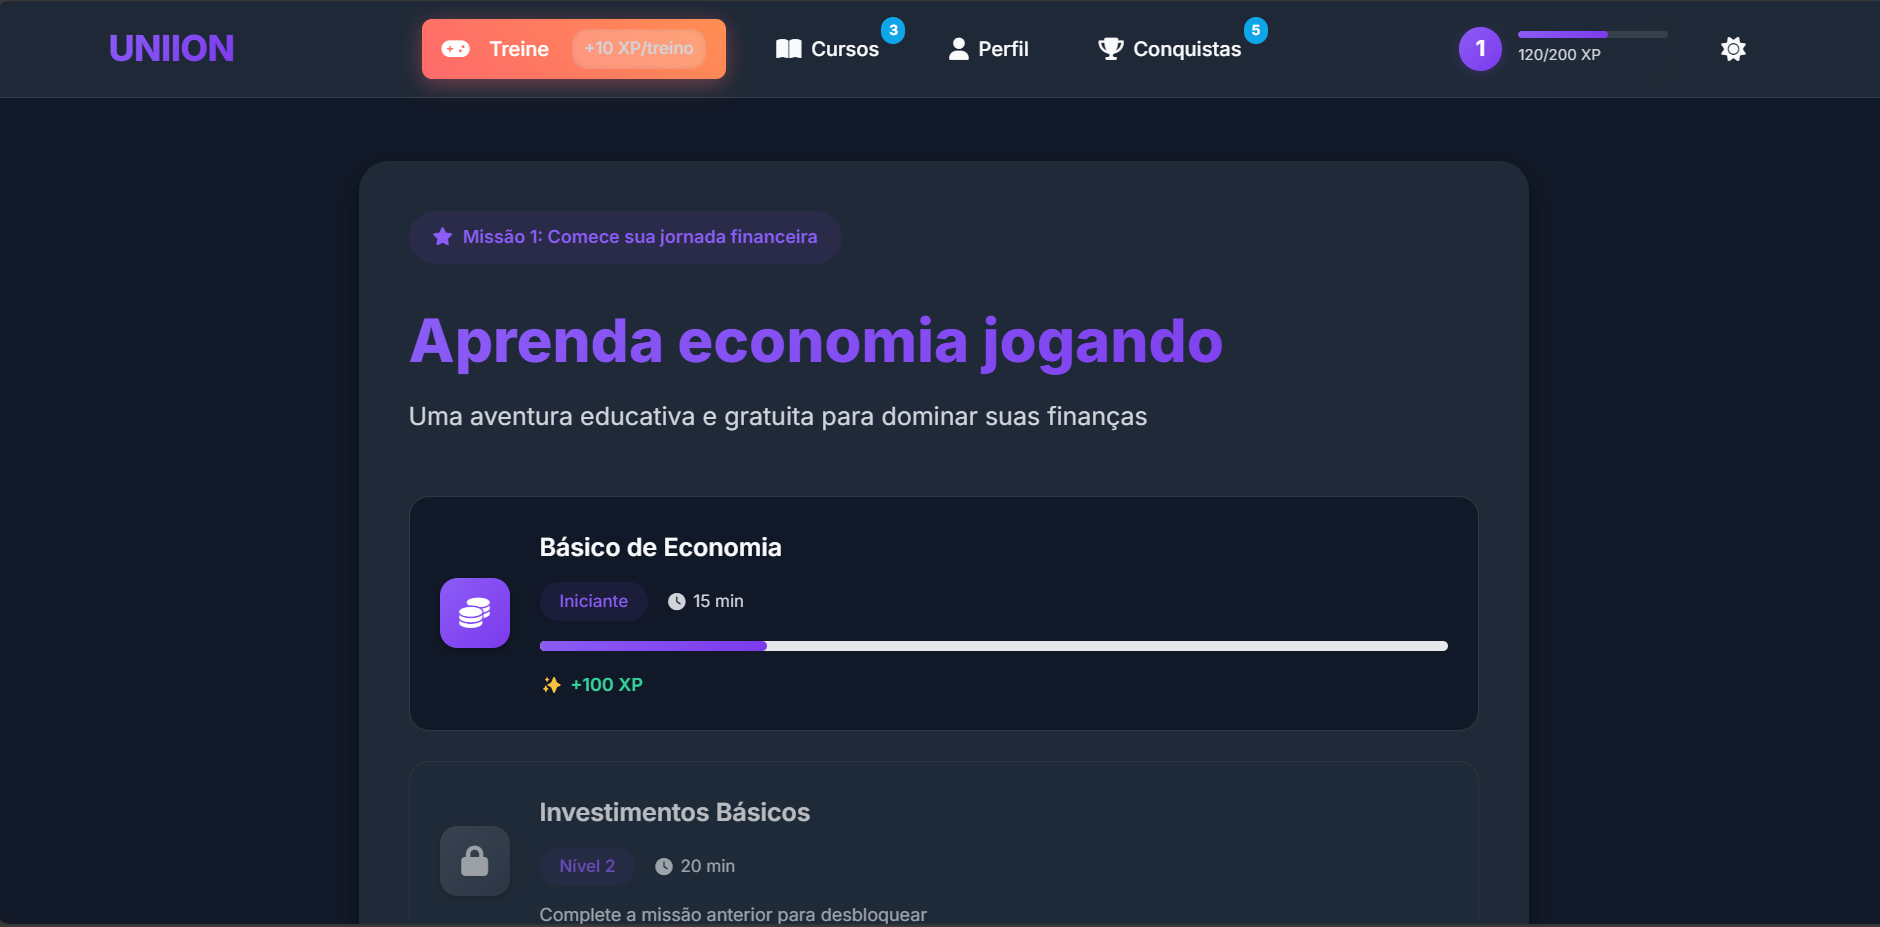 UNIION
Treine
+10 XP/treino
Cursos
3
Perfil
Conquistas
5
1
120/200 XP
Missão 1: Comece sua jornada financeira
Aprenda economia jogando
Uma aventura educativa e gratuita para dominar suas finanças
Básico de Economia
Iniciante
15 min
✨ +100 XP
Investimentos Básicos
Nível 2
20 min
Complete a missão anterior para desbloquear